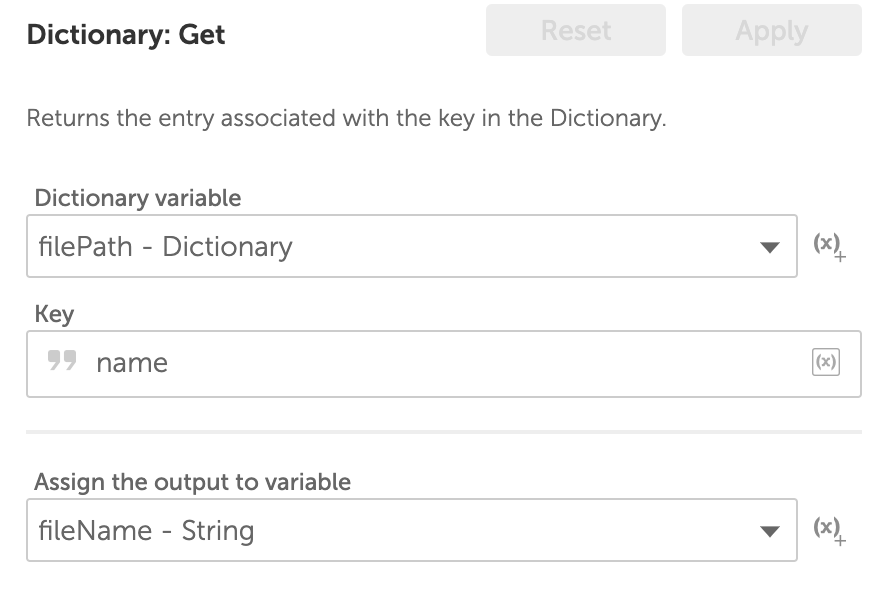 Dictionary: Get
Reset
Apply
Returns the entry associated with the key in the Dictionary.
Dictionary variable
filePath - Dictionary
(x)+
Key
" name
(x)
Assign the output to variable
fileName - String
(x)+